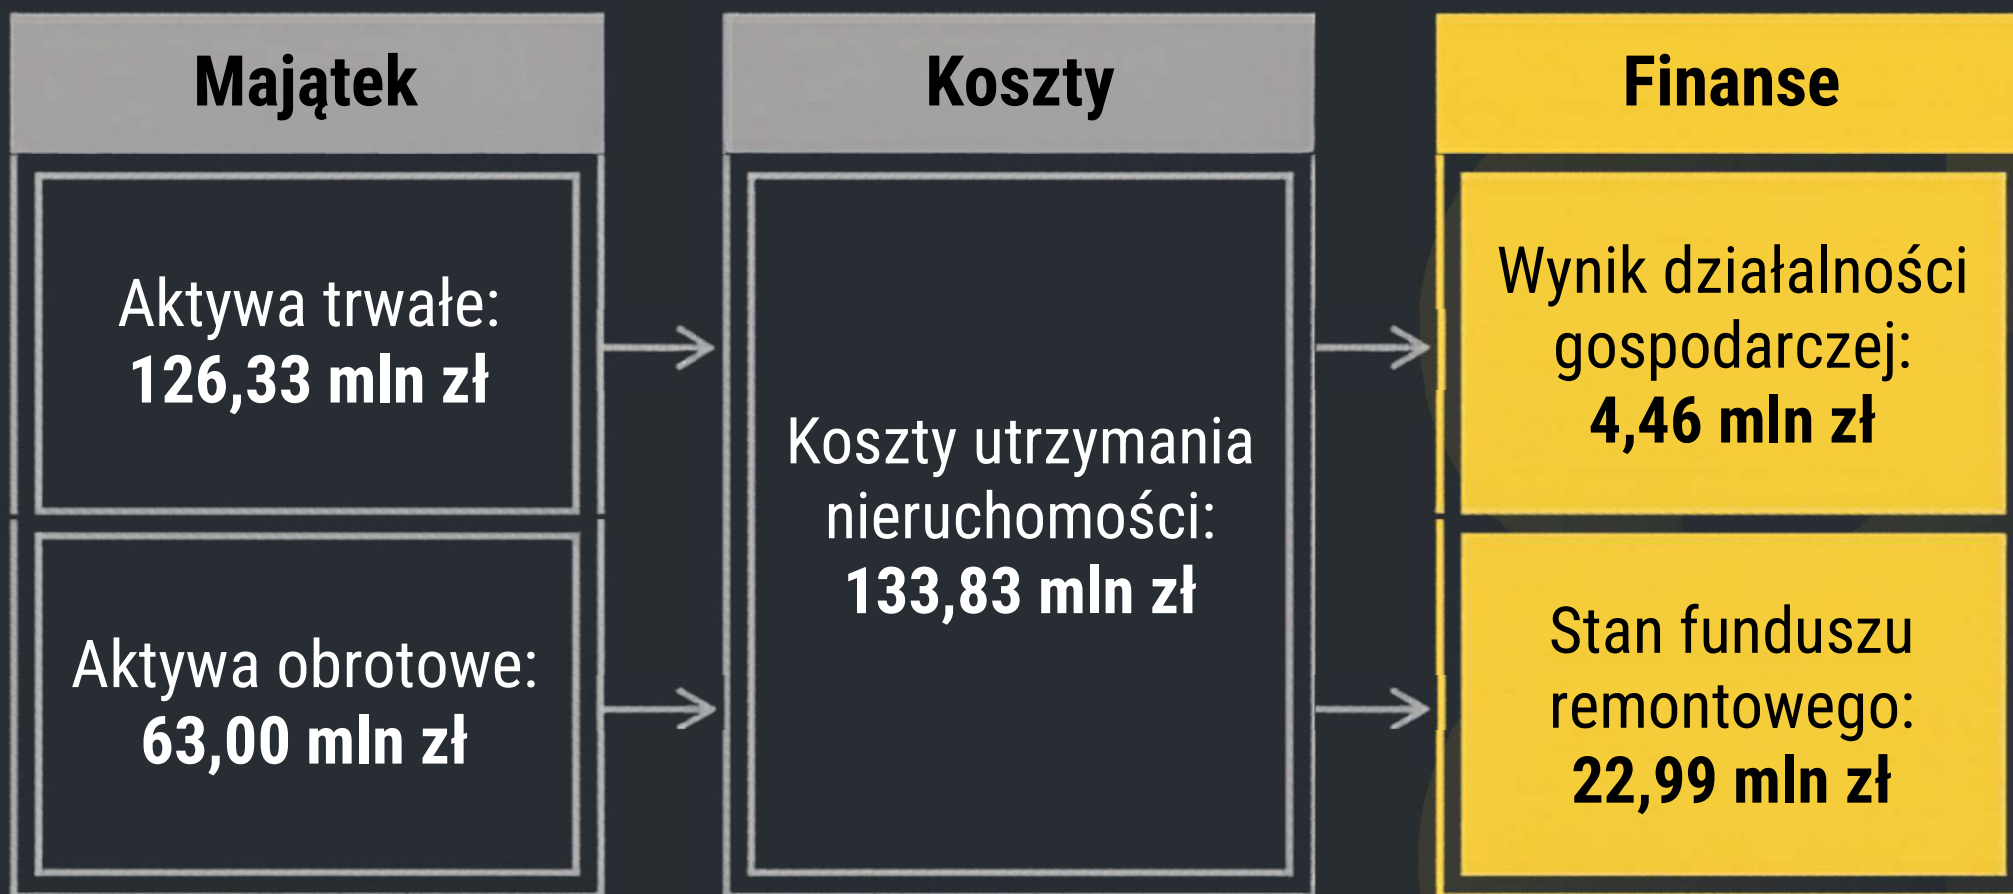 Majątek
Aktywa trwałe:
126,33 mln zł
Aktywa obrotowe:
63,00 mln zł
Koszty
Koszty utrzymania
nieruchomości:
133,83 mln zł
Finanse
Wynik działalności
gospodarczej:
4,46 mln zł
Stan funduszu
remontowego:
22,99 mln zł